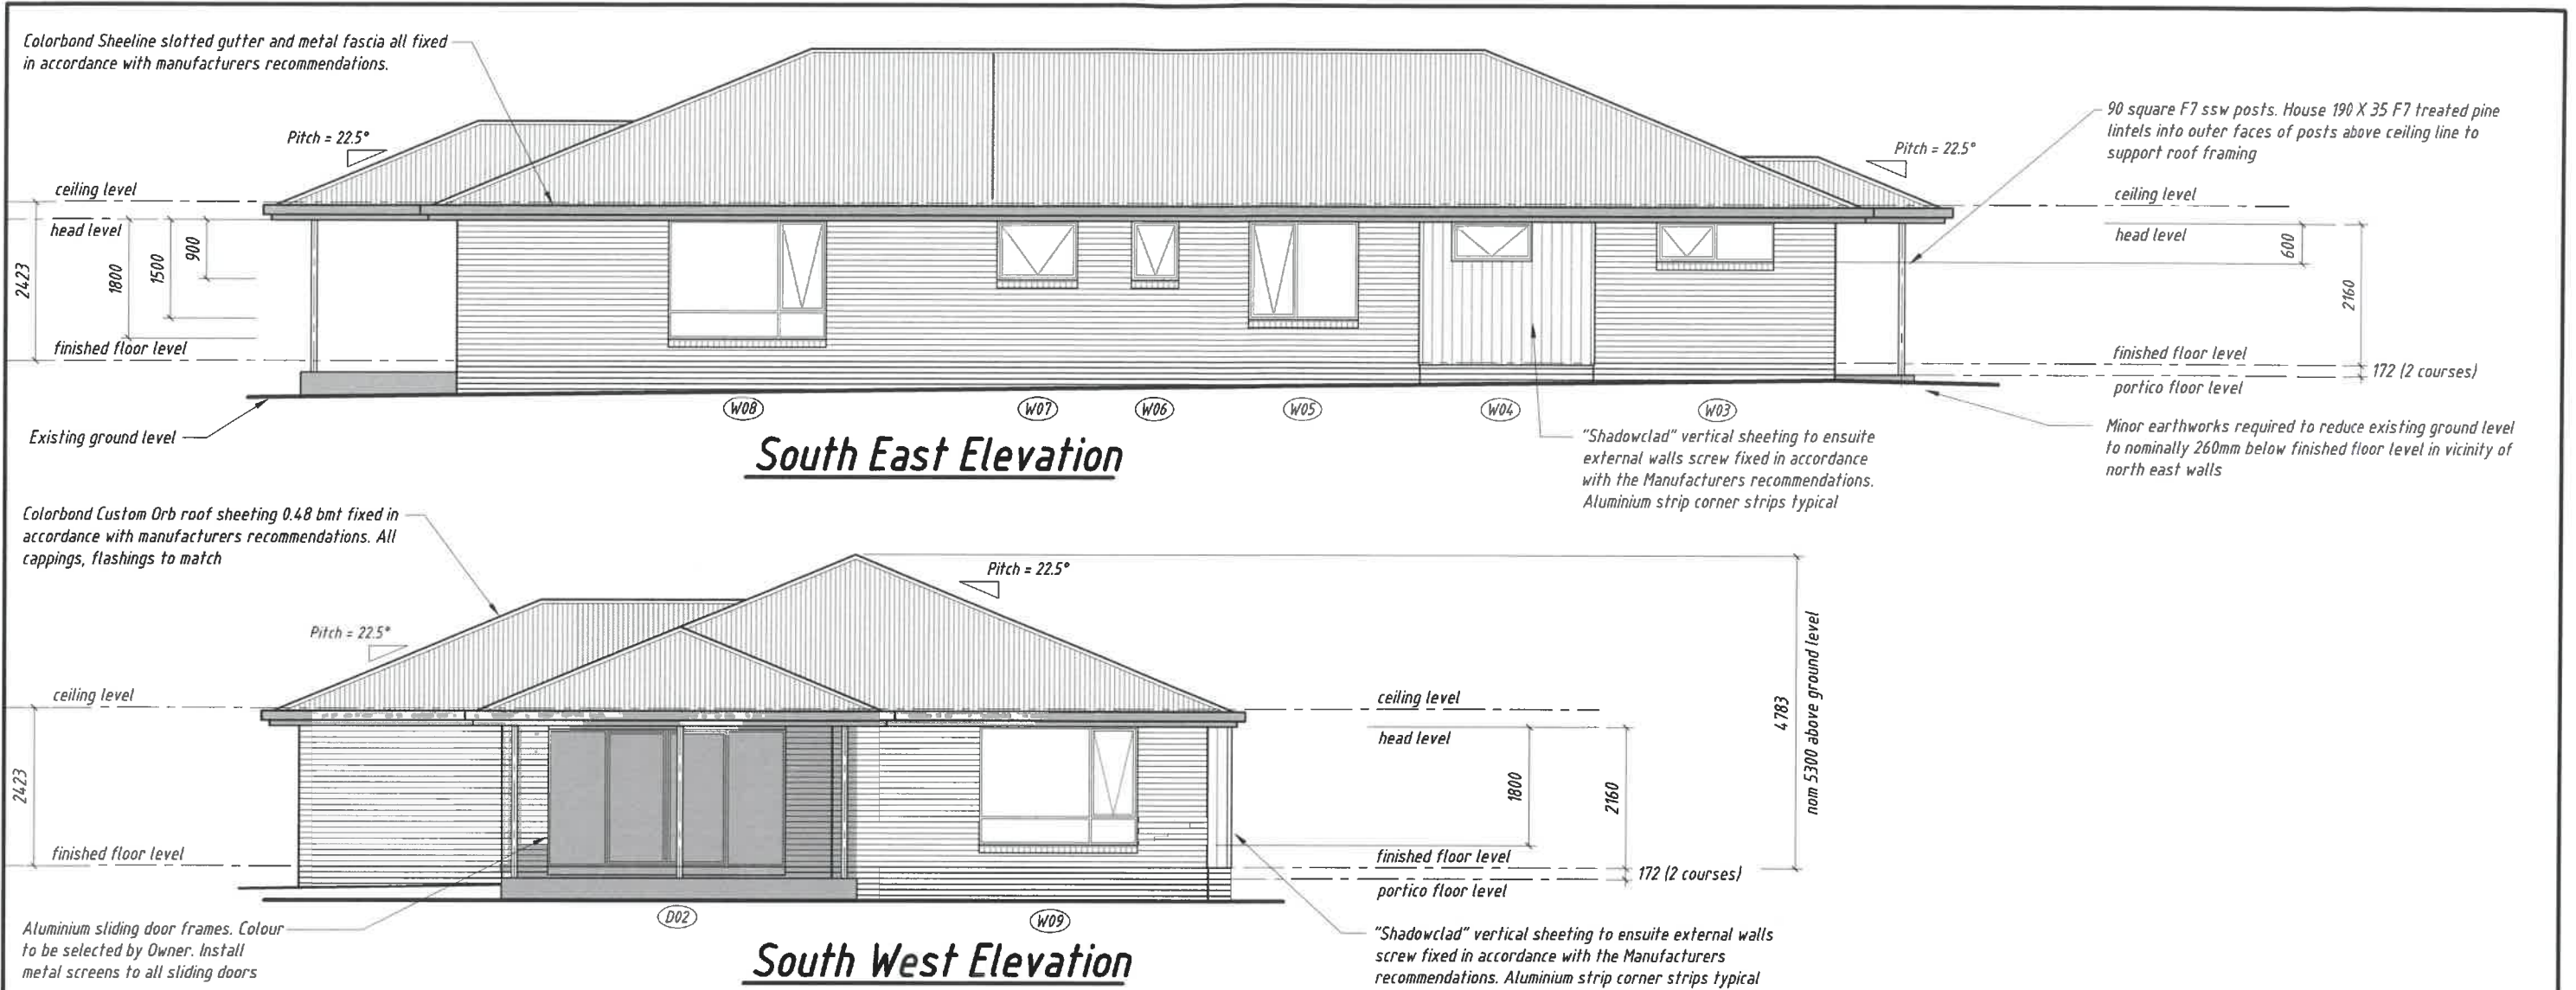 Colorbond Sheeline slotted gutter and metal fascia all fixed
in accordance with manufacturers recommendations.
Pitch = 22.5°
ceiling level
head level
2423
1800
1500
900
finished floor level
Existing ground level
Pitch = 22.5°
90 square F7 ssw posts. House 190 X 35 F7 treated pine
lintels into outer faces of posts above ceiling line to
support roof framing
ceiling level
head level
600
2160
finished floor level
172 (2 courses)
portico floor level
Minor earthworks required to reduce existing ground level
to nominally 260mm below finished floor level in vicinity of
north east walls
W08
W07
W06
W05
W04
W03
"Shadowclad" vertical sheeting to ensuite
external walls screw fixed in accordance
with the Manufacturers recommendations.
Aluminium strip corner strips typical
South East Elevation
Colorbond Custom Orb roof sheeting 0.48 bmt fixed in
accordance with manufacturers recommendations. All
cappings, flashings to match
Pitch = 22.5°
Pitch = 22.5°
ceiling level
2423
finished floor level
ceiling level
head level
1800
2160
4783
nom 5300 above ground level
finished floor level
172 (2 courses)
portico floor level
Aluminium sliding door frames. Colour
to be selected by Owner. Install
metal screens to all sliding doors
D02
W09
"Shadowclad" vertical sheeting to ensuite external walls
screw fixed in accordance with the Manufacturers
recommendations. Aluminium strip corner strips typical
South West Elevation